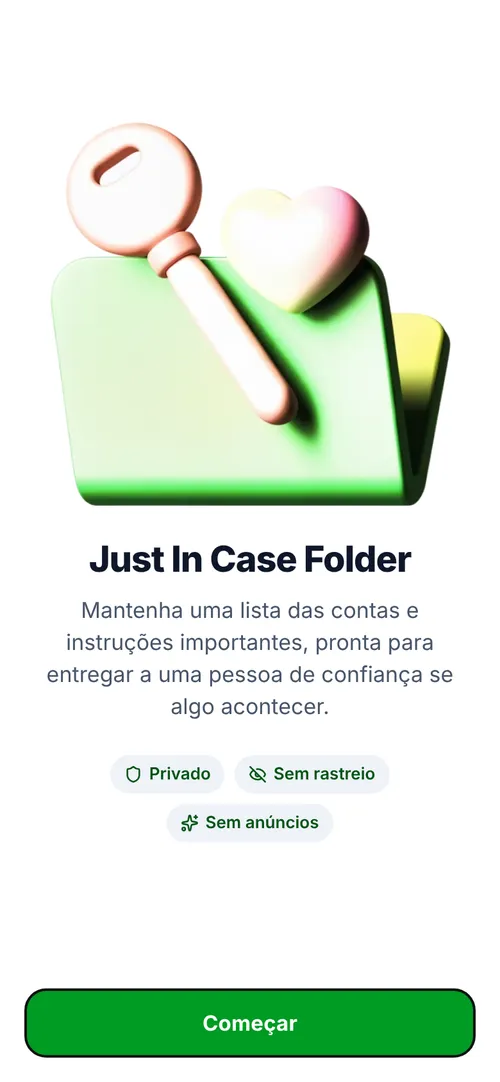 Just In Case Folder
Mantenha uma lista das contas e
instruções importantes, pronta para
entregar a uma pessoa de confiança se
algo acontecer.
Privado
Sem rastreio
Sem anúncios
Começar